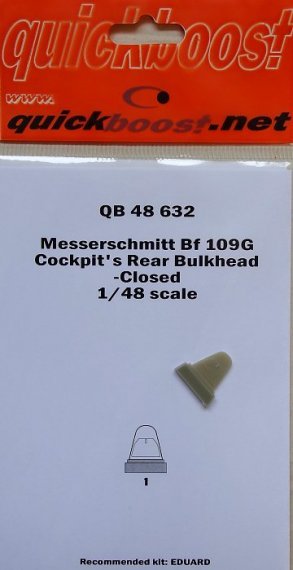 quickboost
www.
quickboost.net
QB 48 632
Messerschmitt Bf 109G
Cockpit's Rear Bulkhead
-Closed
1/48 scale
1
Recommended kit: EDUARD